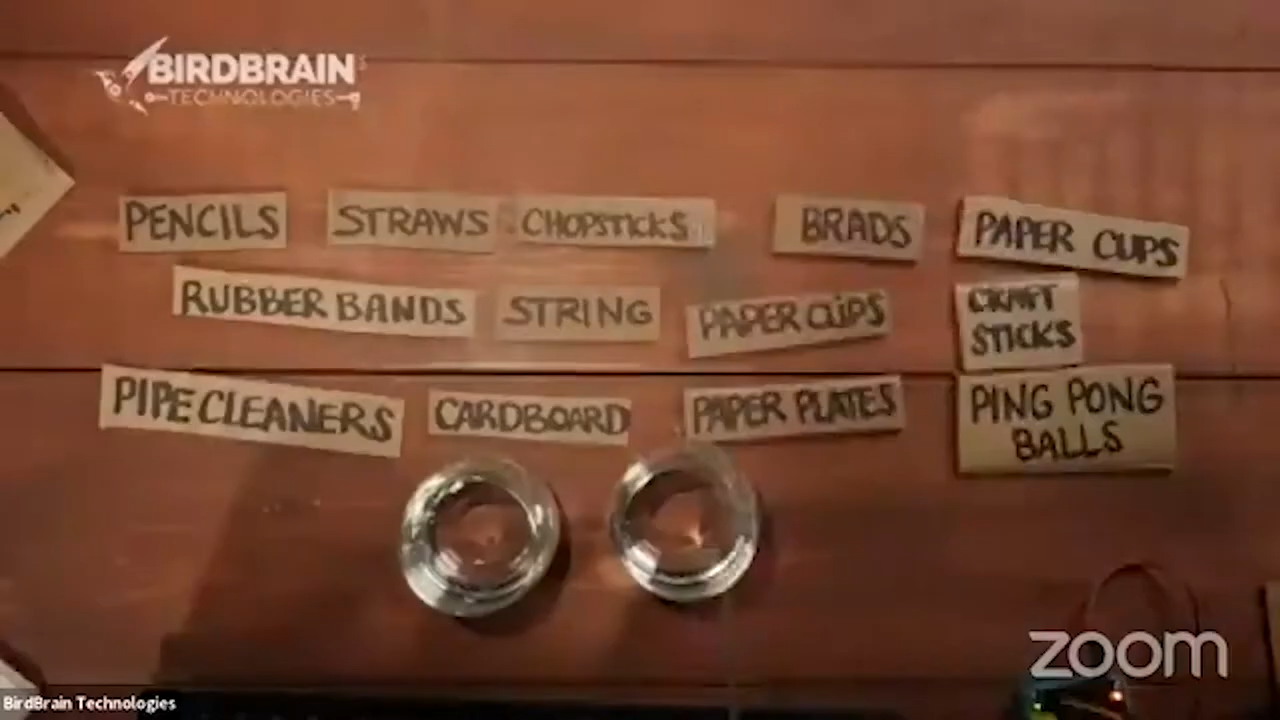 BIRDBRAIN
TECHNOLOGIES
PENCILS STRAWS CHOPSTICKS BRADS PAPER CUPS
RUBBER BANDS STRING PAPER CLIPS CRAFT
STICKS
PIPE CLEANERS CARDBOARD PAPER PLATES PING PONG
BALLS
zoom
BirdBrain Technologies